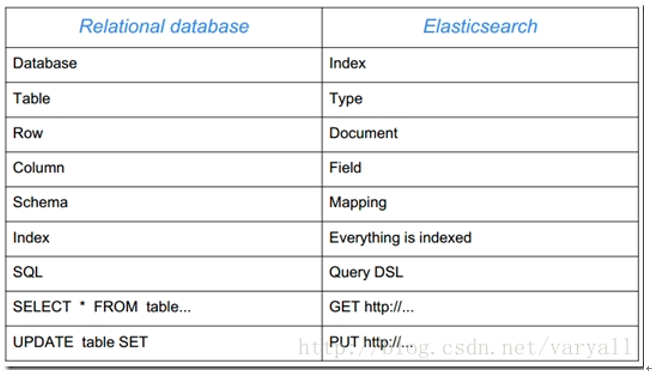 Relational database Elasticsearch
Database Index
Table Type
Row Document
Column Field
Schema Mapping
Index Everything is indexed
SQL Query DSL
SELECT * FROM table... GET http://...
UPDATE table SET PUT http://...
http://blog.csdn.net/varyall